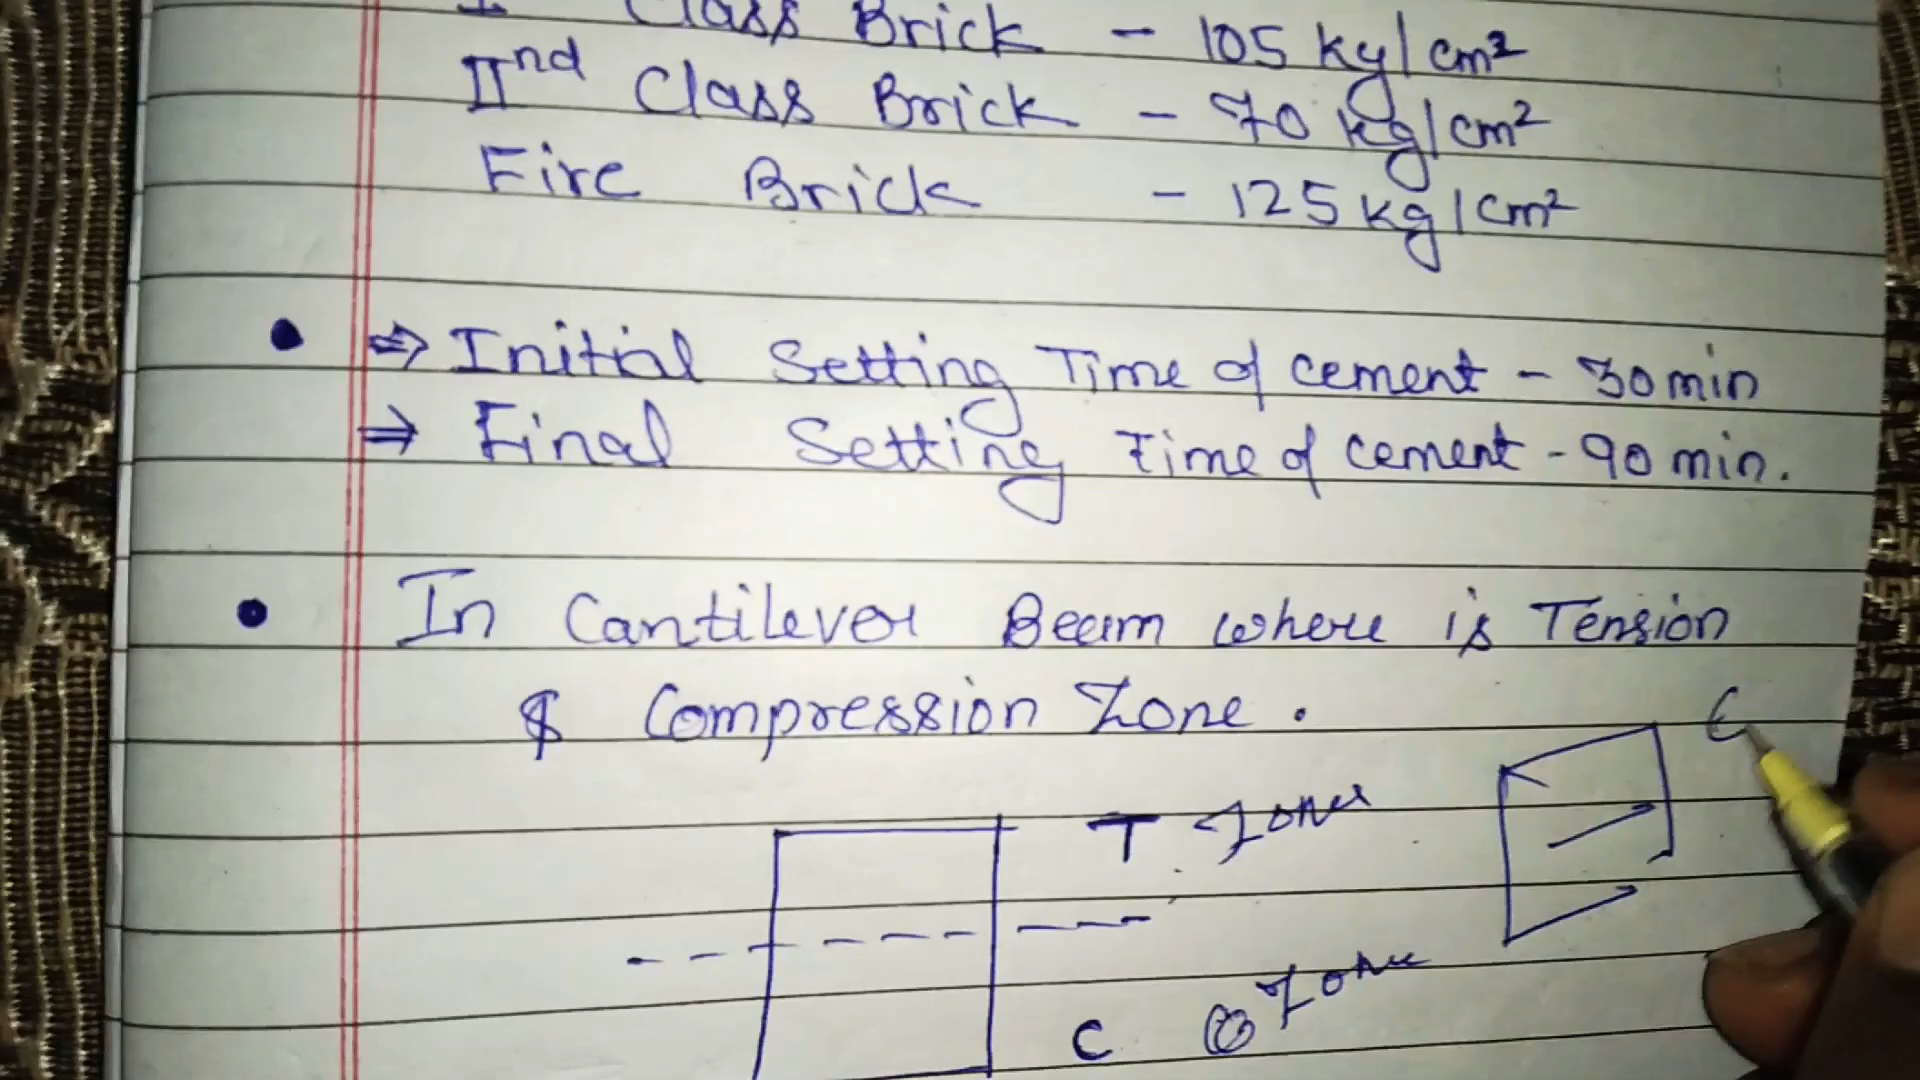 I Class Brick - 105 kg/cm²
IInd Class Brick - 70 kg/cm²
Fire Brick - 125 kg/cm²
⇒ Initial Setting Time of cement - 30 min
⇒ Final Setting Time of cement - 90 min.
In Cantilever Beam where is Tension
& Compression Zone.
C
T Zone
C Zone